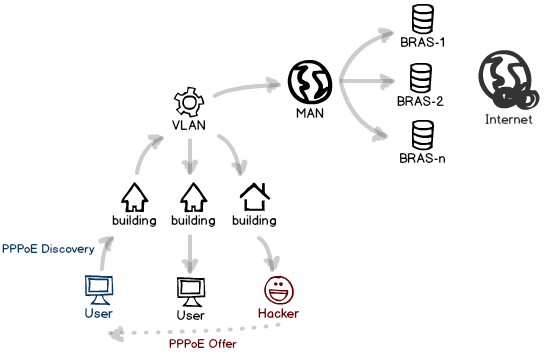 BRAS-1
BRAS-2
BRAS-n
Internet
MAN
VLAN
building
building
building
PPPoE Discovery
User
User
Hacker
PPPoE Offer